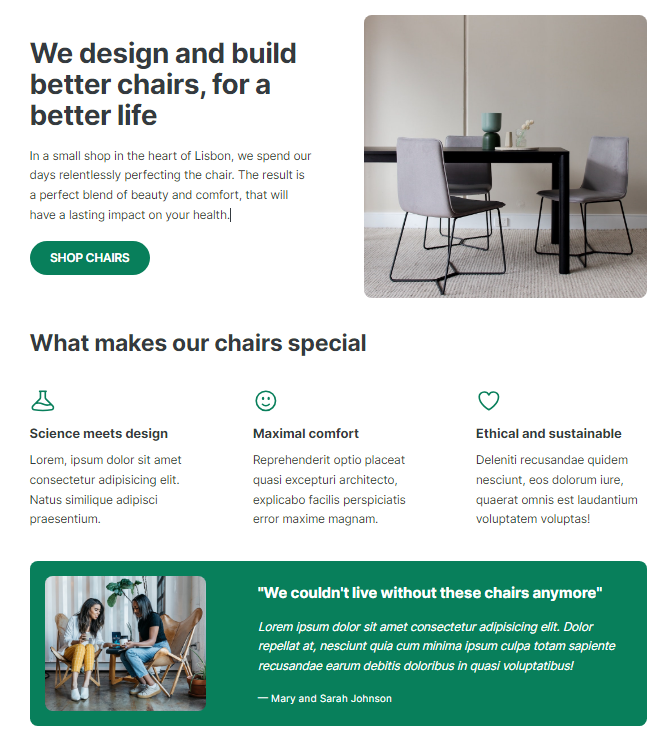 We design and build
better chairs, for a
better life
In a small shop in the heart of Lisbon, we spend our
days relentlessly perfecting the chair. The result is
a perfect blend of beauty and comfort, that will
have a lasting impact on your health.
SHOP CHAIRS
What makes our chairs special
Science meets design
Lorem, ipsum dolor sit amet
consectetur adipisicing elit.
Natus similique adipisci
praesentium.
Maximal comfort
Reprehenderit optio placeat
quasi excepturi architecto,
explicabo facilis perspiciatis
error maxime magnam.
Ethical and sustainable
Deleniti recusandae quidem
nesciunt, eos dolorum iure,
quaerat omnis est laudantium
voluptatem voluptas!
"We couldn't live without these chairs anymore"
Lorem ipsum dolor sit amet consectetur adipisicing elit. Dolor
repellat at, nesciunt quia cum minima ipsum culpa totam sapiente
recusandae earum debitis doloribus in quasi voluptatibus!
— Mary and Sarah Johnson